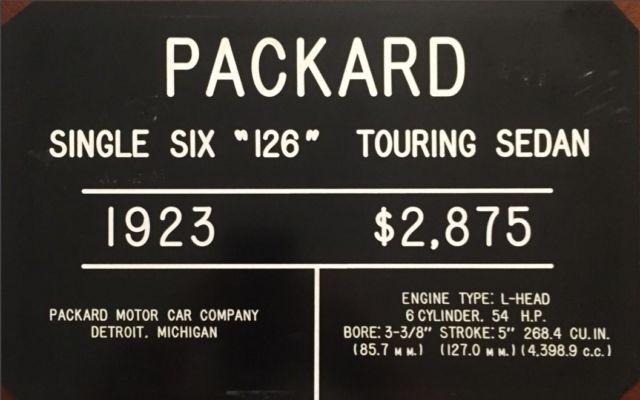 PACKARD
SINGLE SIX "126" TOURING SEDAN
1923 $2,875
PACKARD MOTOR CAR COMPANY
DETROIT. MICHIGAN
ENGINE TYPE: L-HEAD
6 CYLINDER, 54 H.P.
BORE: 3-3/8" STROKE: 5" 268.4 CU.IN.
(85.7 M M.) (127.0 M M.) (4,398.9 C.C.)